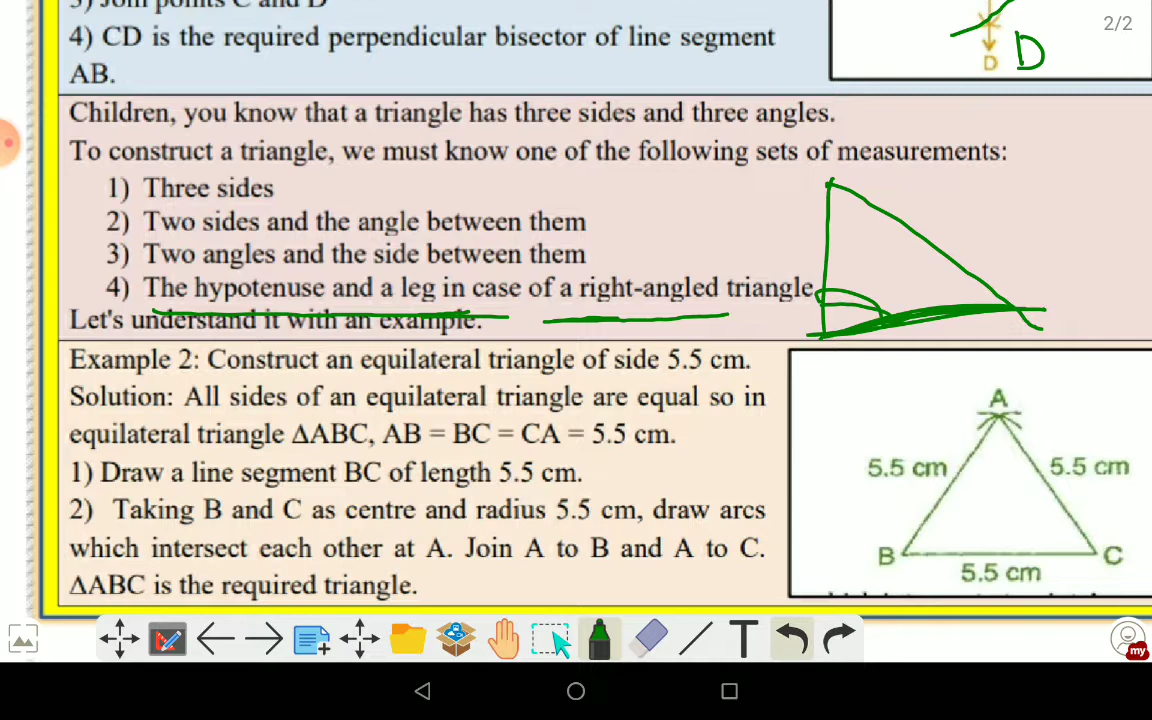 3) Join points C and D
4) CD is the required perpendicular bisector of line segment
AB.
D
D
2/2
Children, you know that a triangle has three sides and three angles.
To construct a triangle, we must know one of the following sets of measurements:
1) Three sides
2) Two sides and the angle between them
3) Two angles and the side between them
4) The hypotenuse and a leg in case of a right-angled triangle
Let's understand it with an example.
Example 2: Construct an equilateral triangle of side 5.5 cm.
Solution: All sides of an equilateral triangle are equal so in
equilateral triangle ΔABC, AB = BC = CA = 5.5 cm.
1) Draw a line segment BC of length 5.5 cm.
2) Taking B and C as centre and radius 5.5 cm, draw arcs
which intersect each other at A. Join A to B and A to C.
ΔABC is the required triangle.
A
5.5 cm 5.5 cm
B C
5.5 cm
T
my